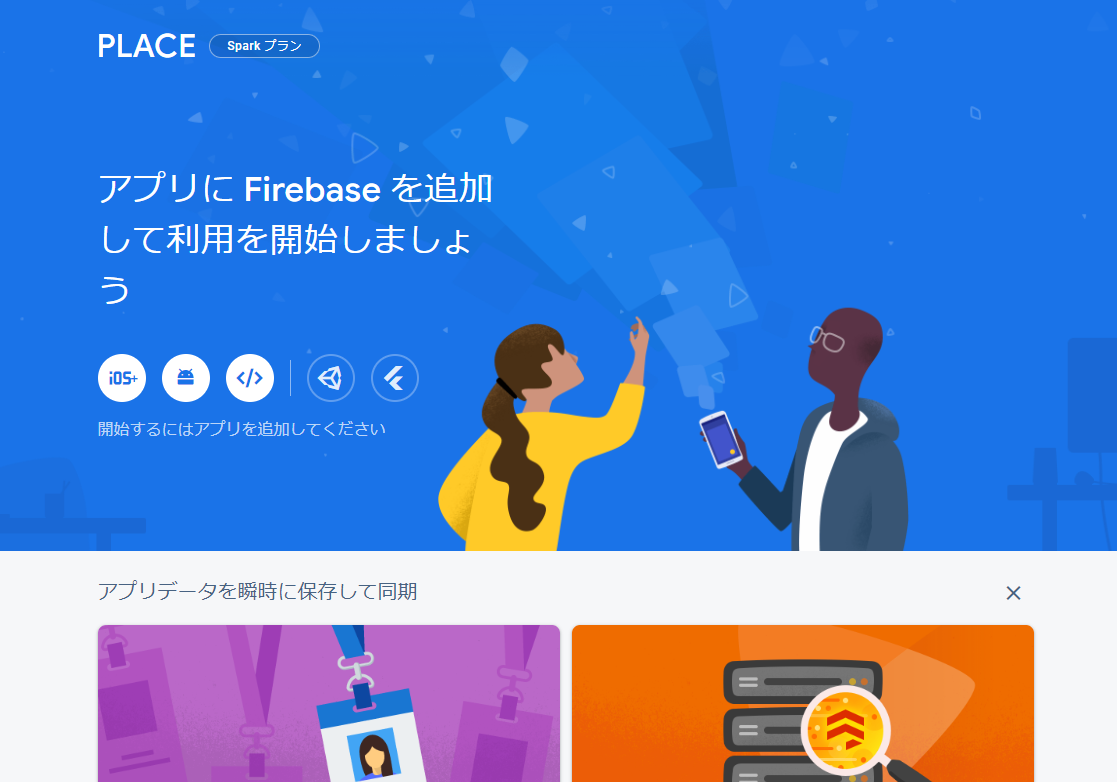 PLACE Spark プラン
アプリに Firebase を追加
して利用を開始しましょ
う
iOS+
開始するにはアプリを追加してください
アプリデータを瞬時に保存して同期